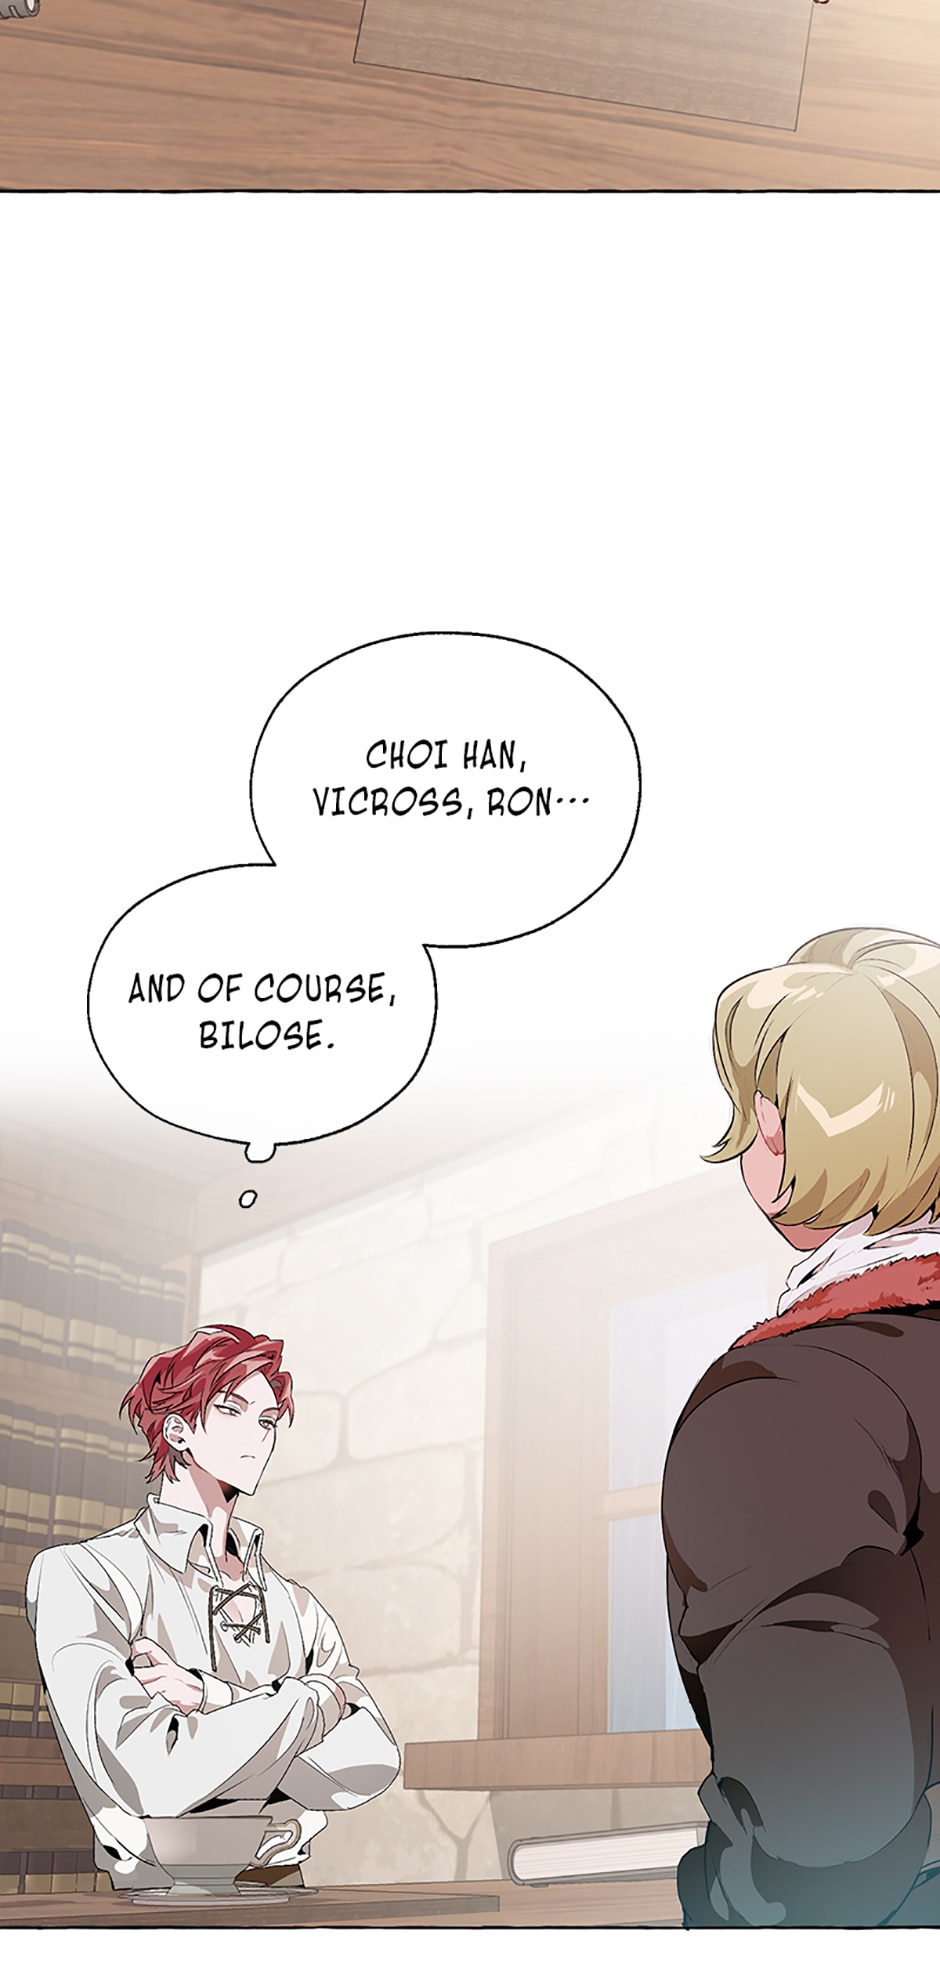 CHOI HAN,
VICROSS, RON...
AND OF COURSE,
BILOSE.